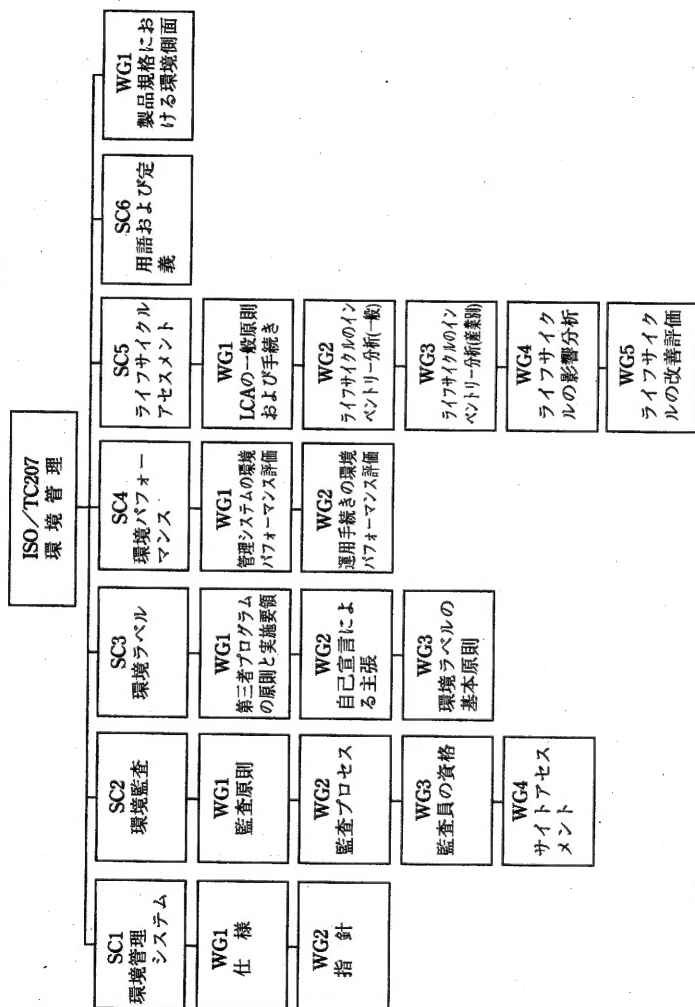 ISO/TC207
環境管理
SC1
環境管理
システム
WG1
仕様
WG2
指針
SC2
環境監査
WG1
監査原則
WG2
監査プロセス
WG3
監査員の資格
WG4
サイトアセス
メント
SC3
環境ラベル
WG1
第三者プログラム
の原則と実施要領
WG2
自己宣言によ
る主張
WG3
環境ラベルの
基本原則
SC4
環境パフォー
マンス
WG1
管理システムの環境
パフォーマンス評価
WG2
運用手続きの環境
パフォーマンス評価
SC5
ライフサイクル
アセスメント
WG1
LCAの一般原則
および手続き
WG2
ライフサイクルのイン
ベントリー分析(一般)
WG3
ライフサイクルのイン
ベントリー分析(産業別)
WG4
ライフサイク
ルの影響分析
WG5
ライフサイク
ルの改善評価
SC6
用語および定
義
WG1
製品規格にお
ける環境側面